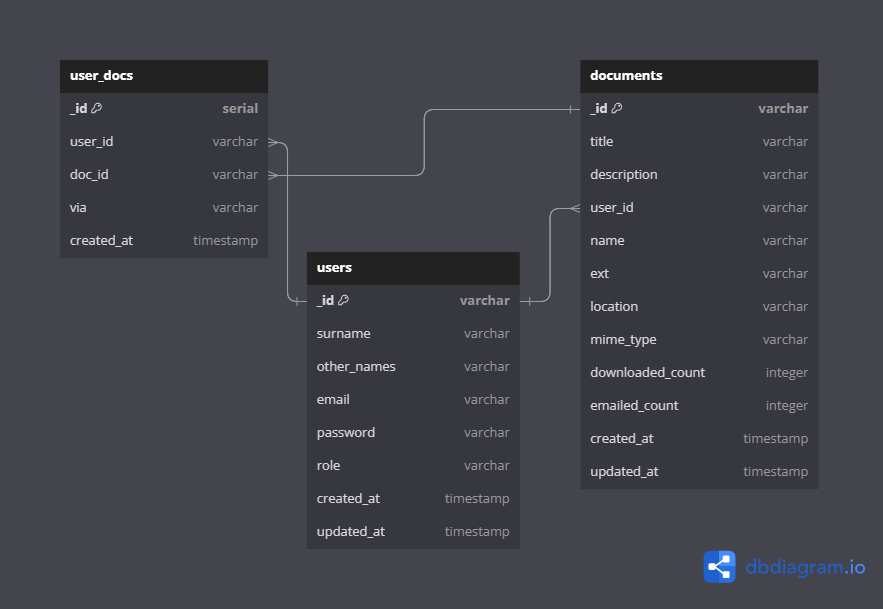 user_docs
_id serial
user_id varchar
doc_id varchar
via varchar
created_at timestamp
users
_id varchar
surname varchar
other_names varchar
email varchar
password varchar
role varchar
created_at timestamp
updated_at timestamp
documents
_id varchar
title varchar
description varchar
user_id varchar
name varchar
ext varchar
location varchar
mime_type varchar
downloaded_count integer
emailed_count integer
created_at timestamp
updated_at timestamp
dbdiagram.io